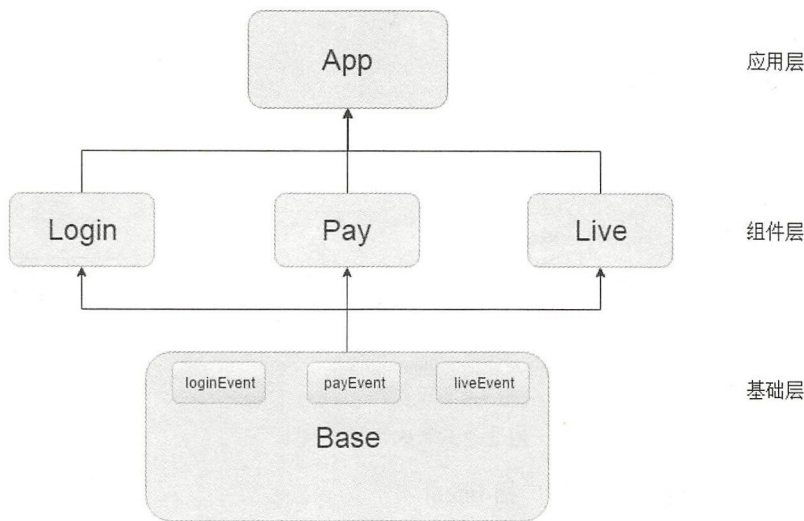 App
应用层
Login
Pay
Live
组件层
loginEvent
payEvent
liveEvent
基础层
Base